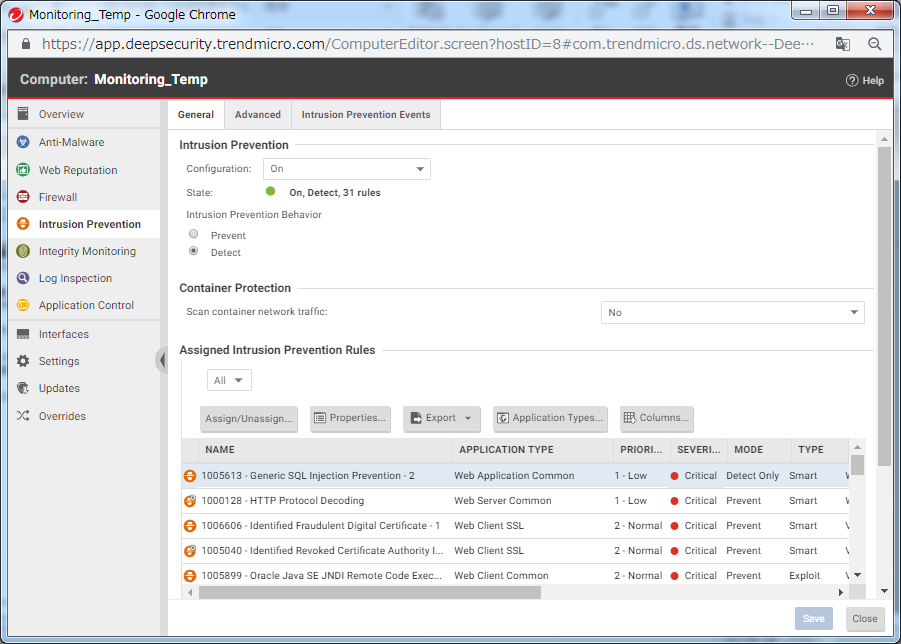 Monitoring_Temp - Google Chrome
https://app.deepsecurity.trendmicro.com/ComputerEditor.screen?hostID=8#com.trendmicro.ds.network--Dee···
Computer: Monitoring_Temp
Help
Overview
Anti-Malware
Web Reputation
Firewall
Intrusion Prevention
Integrity Monitoring
Log Inspection
Application Control
Interfaces
Settings
Updates
Overrides
General Advanced Intrusion Prevention Events
Intrusion Prevention
Configuration: On
State: On, Detect, 31 rules
Intrusion Prevention Behavior
Prevent
Detect
Container Protection
Scan container network traffic: No
Assigned Intrusion Prevention Rules
All
Assign/Unassign... Properties... Export Application Types... Columns...
NAME APPLICATION TYPE PRIORI... SEVERI... MODE TYPE
1005613 - Generic SQL Injection Prevention - 2 Web Application Common 1 - Low Critical Detect Only Smart
1000128 - HTTP Protocol Decoding Web Server Common 1 - Low Critical Prevent Smart
1006606 - Identified Fraudulent Digital Certificate - 1 Web Client SSL 2 - Normal Critical Prevent Smart
1005040 - Identified Revoked Certificate Authority I... Web Client SSL 2 - Normal Critical Prevent Smart
1005899 - Oracle Java SE JNDI Remote Code Exec... Web Client Common 2 - Normal Critical Prevent Exploit
Save Close